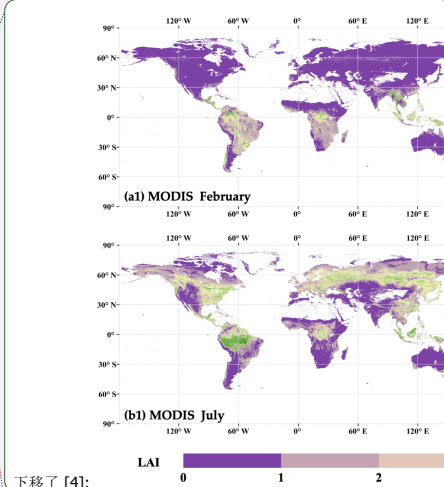 120° W 60° W 0° 60° E 120° E
90°
60° N
30° N
0°
30° S
60° S
(a1) MODIS February
90°
120° W 60° W 0° 60° E 120° E
120° W 60° W 0° 60° E 120° E
90°
60° N
30° N
0°
30° S
60° S
(b1) MODIS July
90°
120° W 60° W 0° 60° E 120° E
LAI
0 1 2
下移了 [4]: